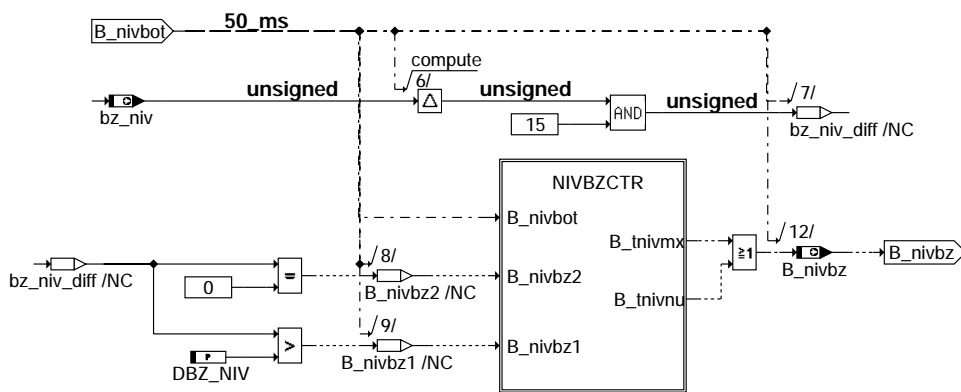 B_nivbot
50_ms
compute
6/
unsigned
unsigned
unsigned
7/
bz_niv
15
AND
bz_niv_diff /NC
NIVBZCTR
B_nivbot
12/
B_tnivmx
≥1
B_nivbz
B_nivbz
8/
bz_niv_diff /NC
0
=
B_nivbz2 /NC
B_nivbz2
B_tnivnu
9/
>
P
DBZ_NIV
B_nivbz1 /NC
B_nivbz1